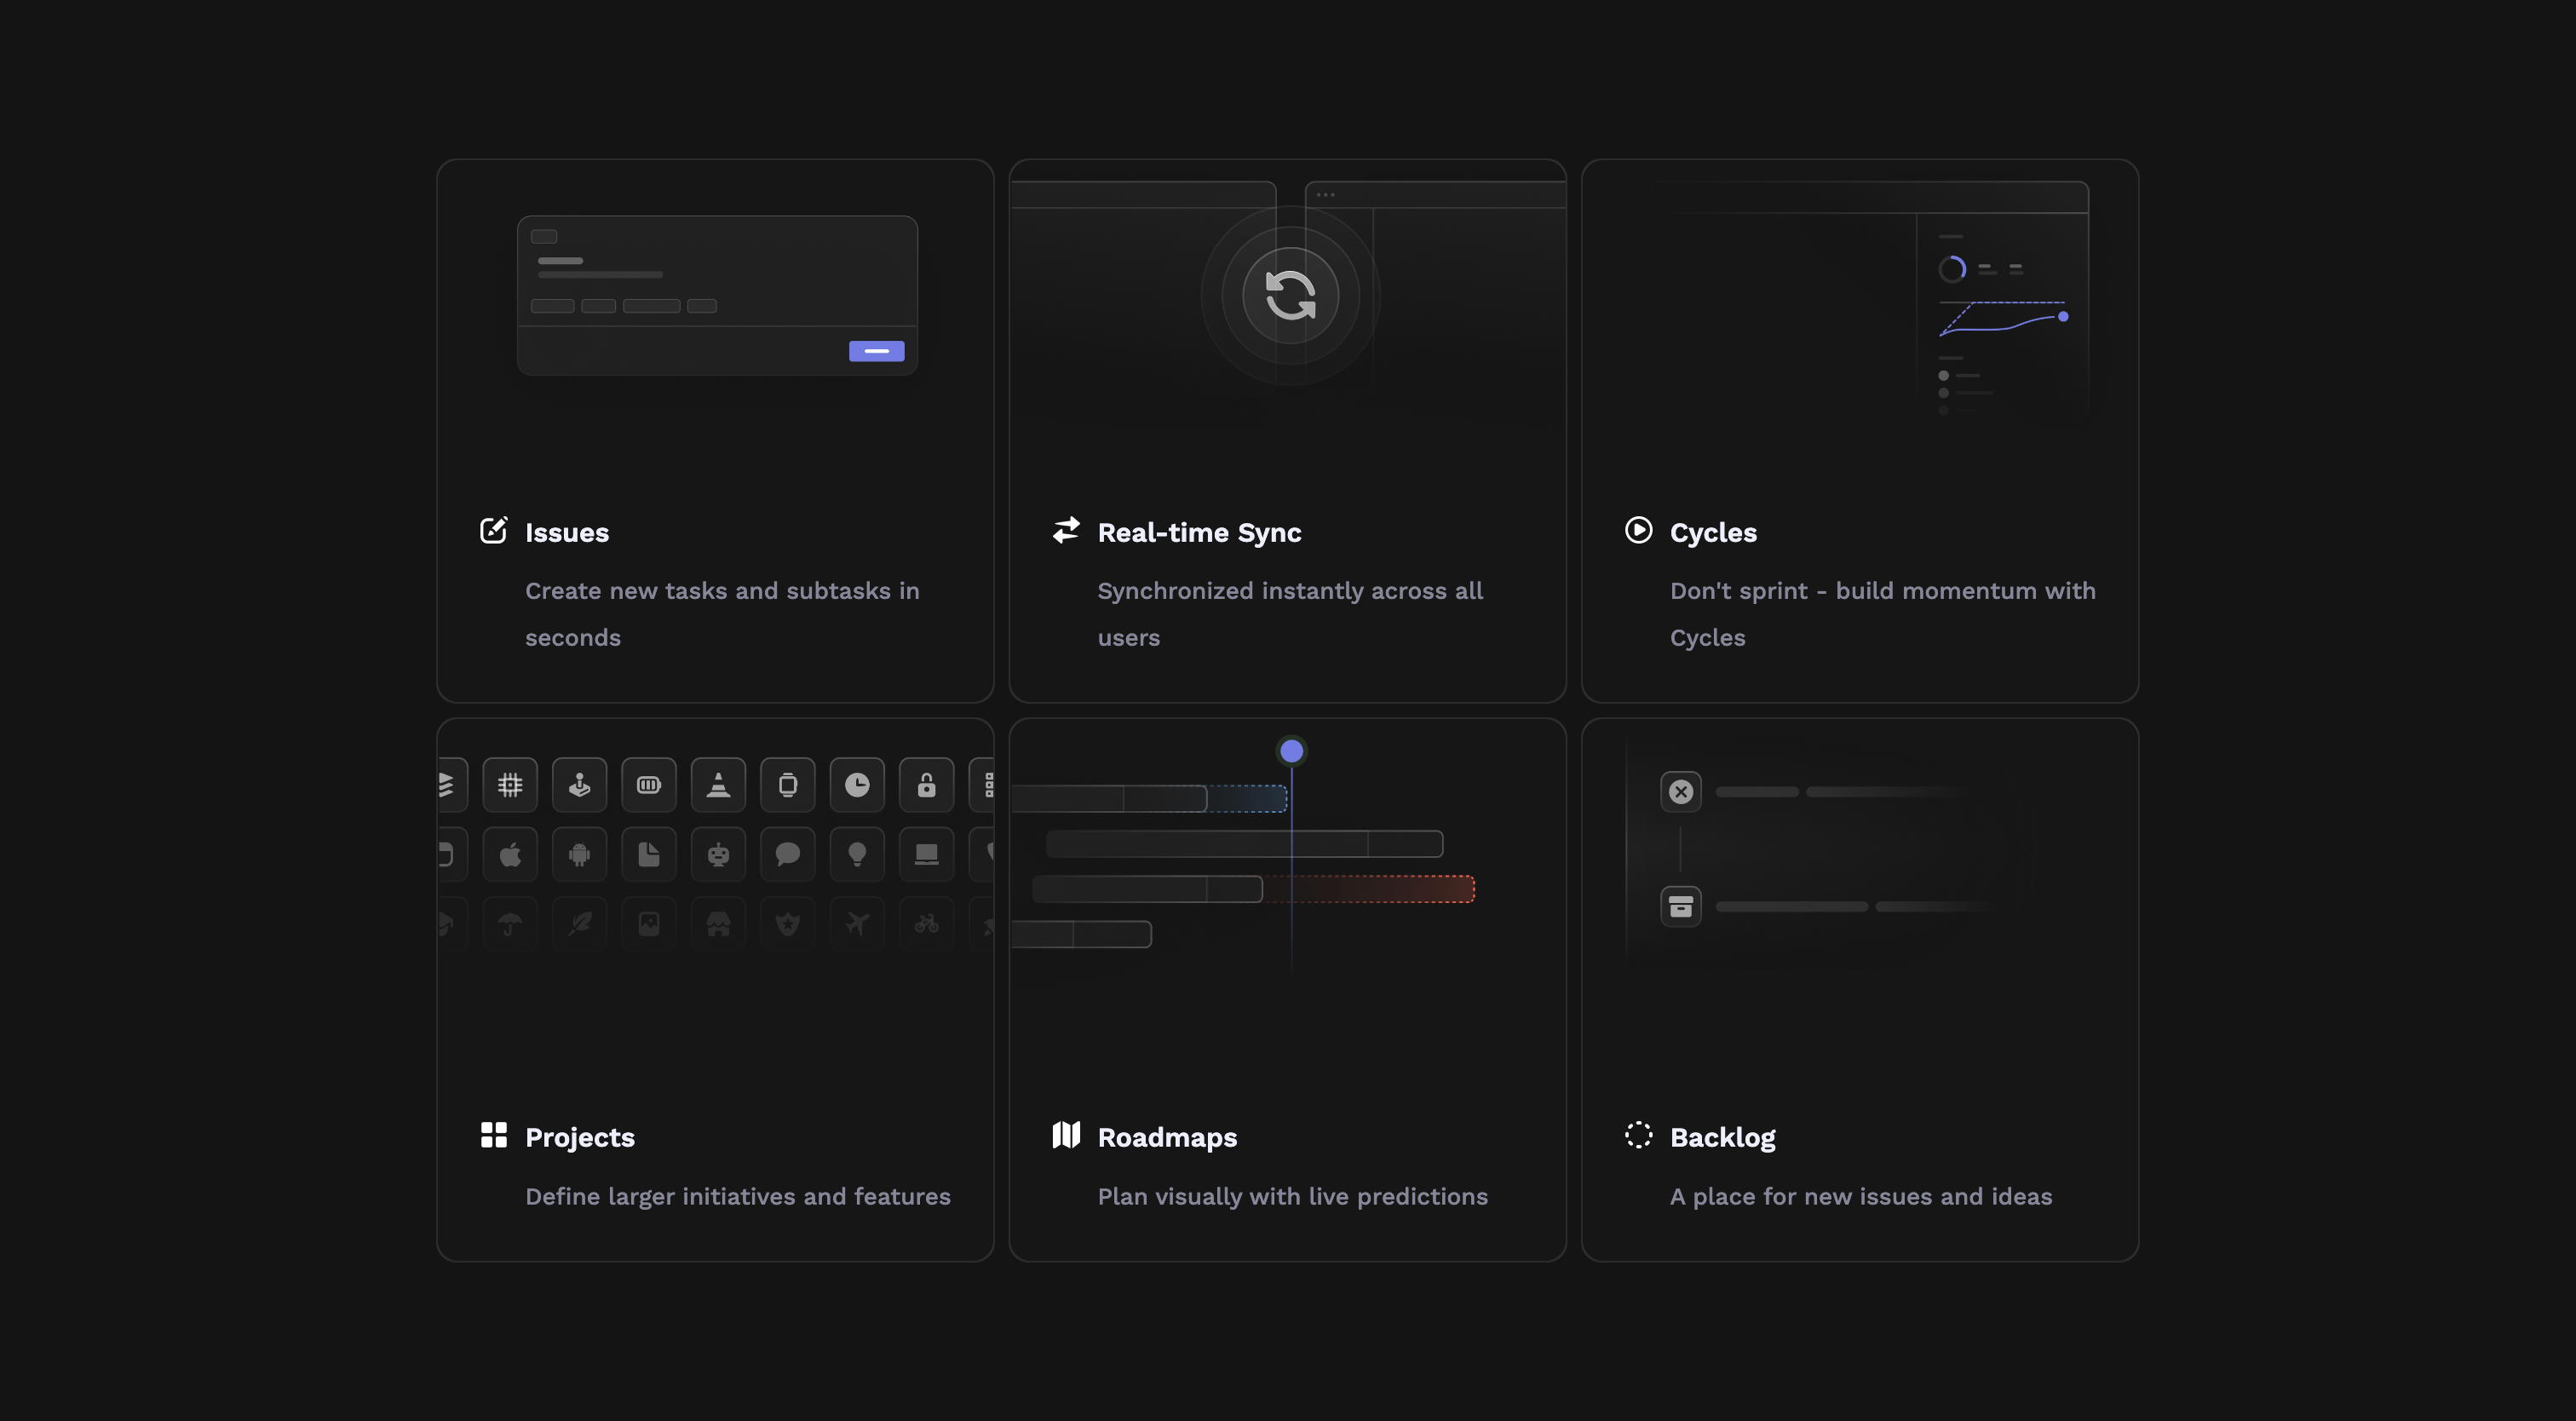 Issues
Create new tasks and subtasks in
seconds
Real-time Sync
Synchronized instantly across all
users
Cycles
Don't sprint - build momentum with
Cycles
Projects
Define larger initiatives and features
Roadmaps
Plan visually with live predictions
Backlog
A place for new issues and ideas